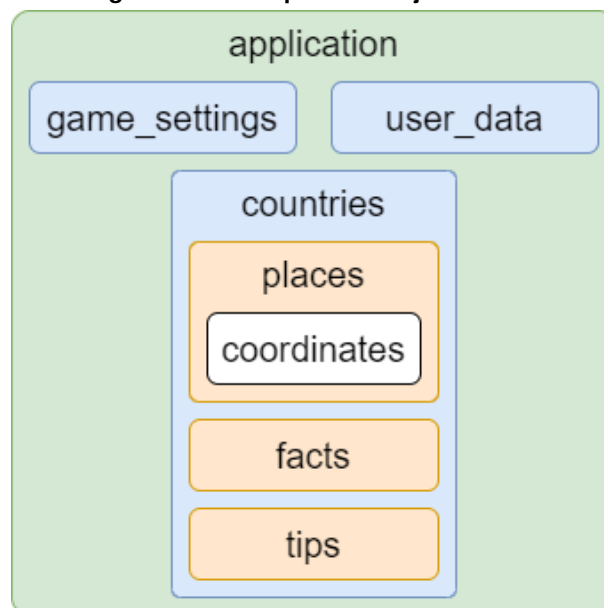 application
game_settings
user_data
countries
places
coordinates
facts
tips